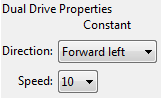 Dual Drive Properties
Constant
Direction: Forward left
Speed: 10